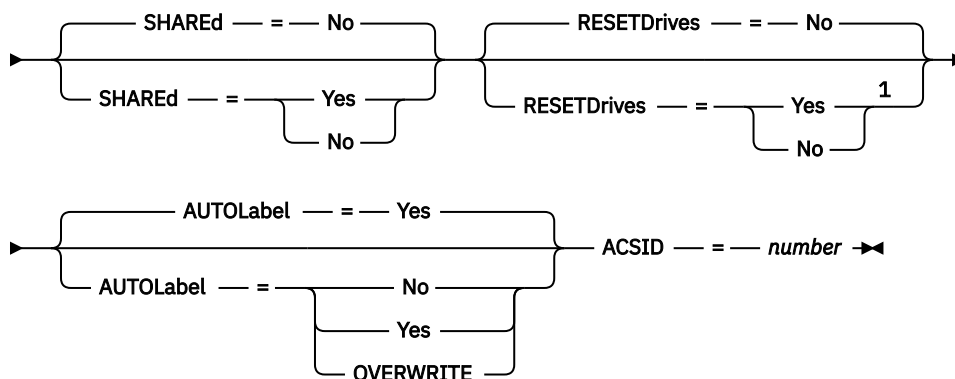 SHAREd = No RESETDrives = No
SHAREd = Yes RESETDrives = Yes 1
No No
AUTOLabel = Yes
ACSID = number
AUTOLabel = No
Yes
OVERWRITE